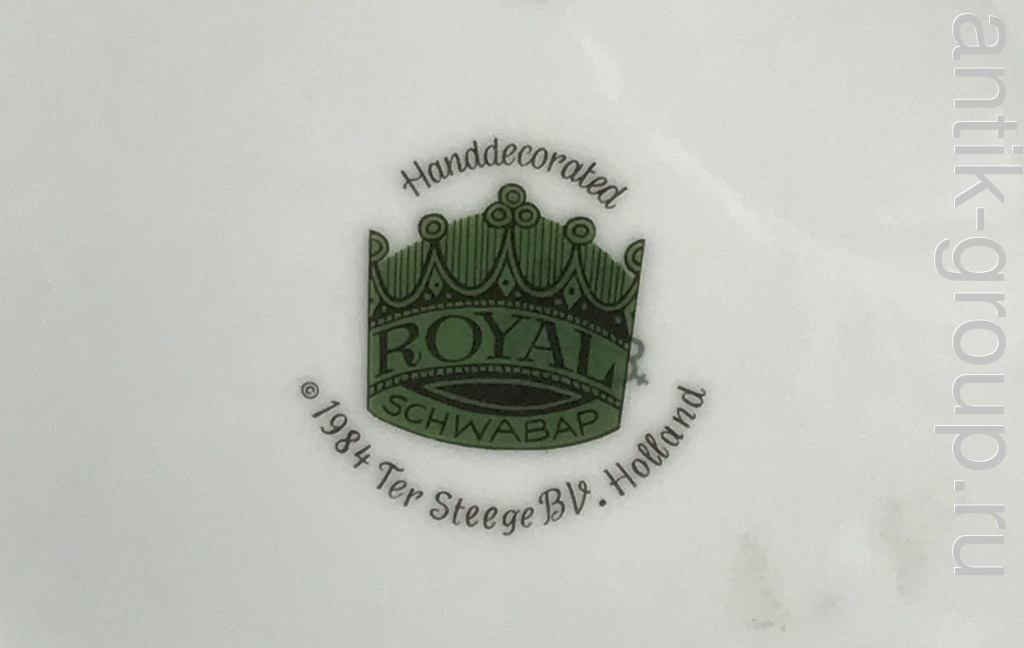 Handdecorated
ROYAL
SCHWABAP
© 1984 Ter Steege BV. Holland
antik-group.ru